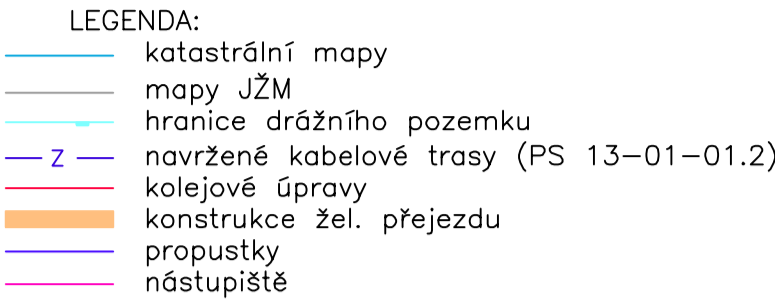 LEGENDA:
katastrální mapy
mapy JŽM
hranice drážního pozemku
Z navržené kabelové trasy (PS 13-01-01.2)
kolejové úpravy
konstrukce žel. přejezdu
propustky
nástupiště